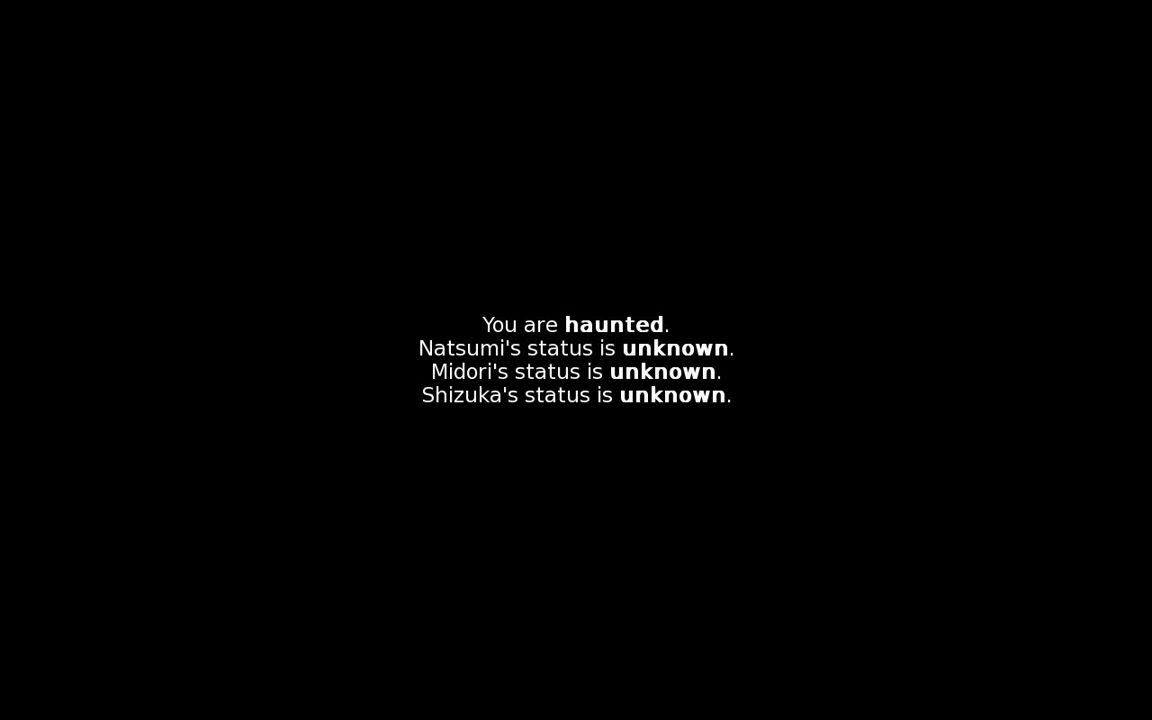 You are haunted.
Natsumi's status is unknown.
Midori's status is unknown.
Shizuka's status is unknown.